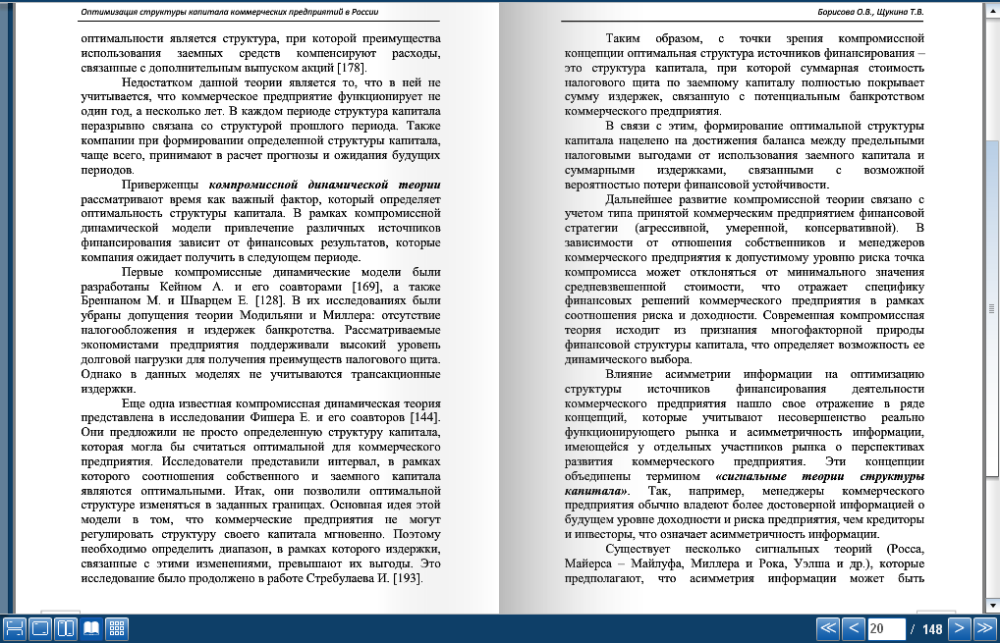 Оптимизация структуры капитала коммерческих предприятий в России
оптимальности является структура, при которой преимущества
использования заемных средств компенсируют расходы,
связанные с дополнительным выпуском акций [178].
Недостатком данной теории является то, что в ней не
учитывается, что коммерческое предприятие функционирует не
один год, а несколько лет. В каждом периоде структура капитала
неразрывно связана со структурой прошлого периода. Также
компании при формировании определенной структуры капитала,
чаще всего, принимают в расчет прогнозы и ожидания будущих
периодов.
Приверженцы компромиссной динамической теории
рассматривают время как важный фактор, который определяет
оптимальность структуры капитала. В рамках компромиссной
динамической модели привлечение различных источников
финансирования зависит от финансовых результатов, которые
компания ожидает получить в следующем периоде.
Первые компромиссные динамические модели были
разработаны Кейном А. и его соавторами [169], а также
Бреннаном М. и Шварцем Е. [128]. В их исследованиях были
убраны допущения теории Модильяни и Миллера: отсутствие
налогообложения и издержек банкротства. Рассматриваемые
экономистами предприятия поддерживали высокий уровень
долговой нагрузки для получения преимуществ налогового щита.
Однако в данных моделях не учитываются трансакционные
издержки.
Еще одна известная компромиссная динамическая теория
представлена в исследовании Фишера Е. и его соавторов [144].
Они предложили не просто определенную структуру капитала,
которая могла бы считаться оптимальной для коммерческого
предприятия. Исследователи представили интервал, в рамках
которого соотношения собственного и заемного капитала
являются оптимальными. Итак, они позволили оптимальной
структуре изменяться в заданных границах. Основная идея этой
модели в том, что коммерческие предприятия не могут
регулировать структуру своего капитала мгновенно. Поэтому
необходимо определить диапазон, в рамках которого издержки,
связанные с этими изменениями, превышают их выгоды. Это
исследование было продолжено в работе Стребулаева И. [193].
Борисова О.В., Щукина Т.В.
Таким образом, с точки зрения компромиссной
концепции оптимальная структура источников финансирования –
это структура капитала, при которой суммарная стоимость
налогового щита по заемному капиталу полностью покрывает
сумму издержек, связанную с потенциальным банкротством
коммерческого предприятия.
В связи с этим, формирование оптимальной структуры
капитала нацелено на достижения баланса между предельными
налоговыми выгодами от использования заемного капитала и
суммарными издержками, связанными с возможной
вероятностью потери финансовой устойчивости.
Дальнейшее развитие компромиссной теории связано с
учетом типа принятой коммерческим предприятием финансовой
стратегии (агрессивной, умеренной, консервативной). В
зависимости от отношения собственников и менеджеров
коммерческого предприятия к допустимому уровню риска точка
компромисса может отклоняться от минимального значения
средневзвешенной стоимости, что отражает специфику
финансовых решений коммерческого предприятия в рамках
соотношения риска и доходности. Современная компромиссная
теория исходит из признания многофакторной природы
финансовой структуры капитала, что определяет возможность ее
динамического выбора.
Влияние асимметрии информации на оптимизацию
структуры источников финансирования деятельности
коммерческого предприятия нашло свое отражение в ряде
концепций, которые учитывают несовершенство реально
функционирующего рынка и асимметричность информации,
имеющейся у отдельных участников рынка о перспективах
развития коммерческого предприятия. Эти концепции
объединены термином «сигнальные теории структуры
капитала». Так, например, менеджеры коммерческого
предприятия обычно владеют более достоверной информацией о
будущем уровне доходности и риска предприятия, чем кредиторы
и инвесторы, что означает асимметричность информации.
Существует несколько сигнальных теорий (Росса,
Майерса – Майлуфа, Миллера и Рока, Уэлша и др.), которые
предполагают, что асимметрия информации может быть
20 / 148